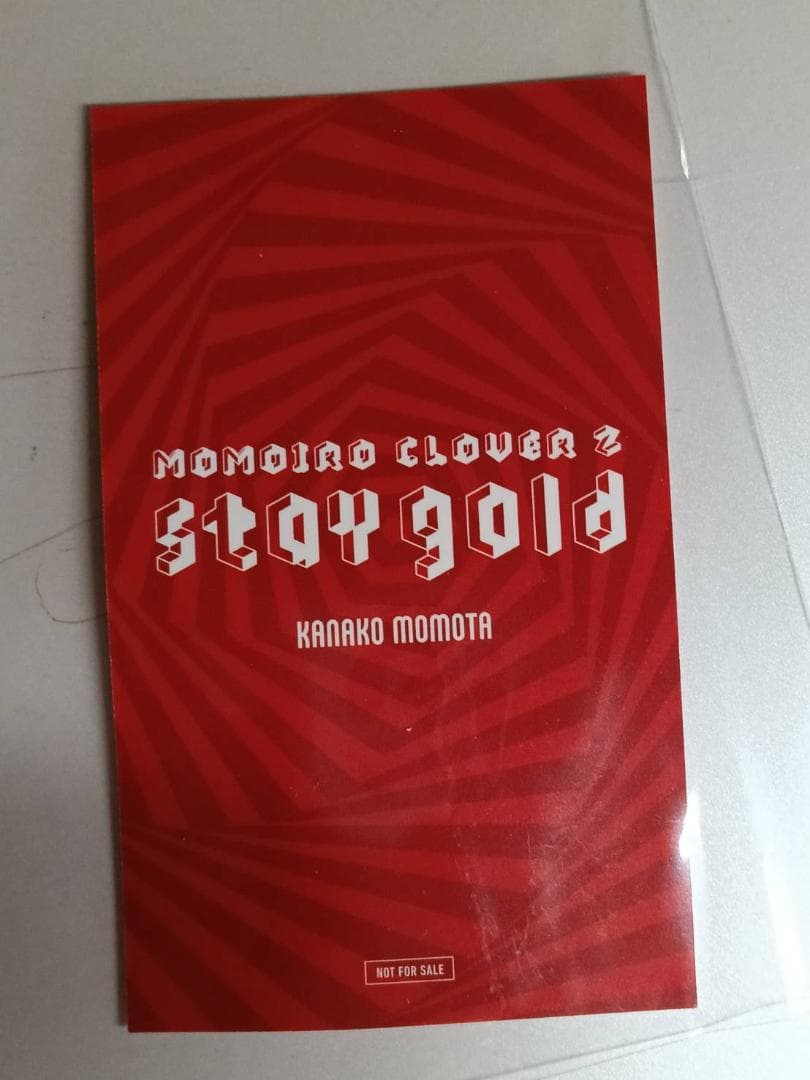 MOMOIRO CLOVER Z
stay gold
KANAKO MOMOTA
NOT FOR SALE